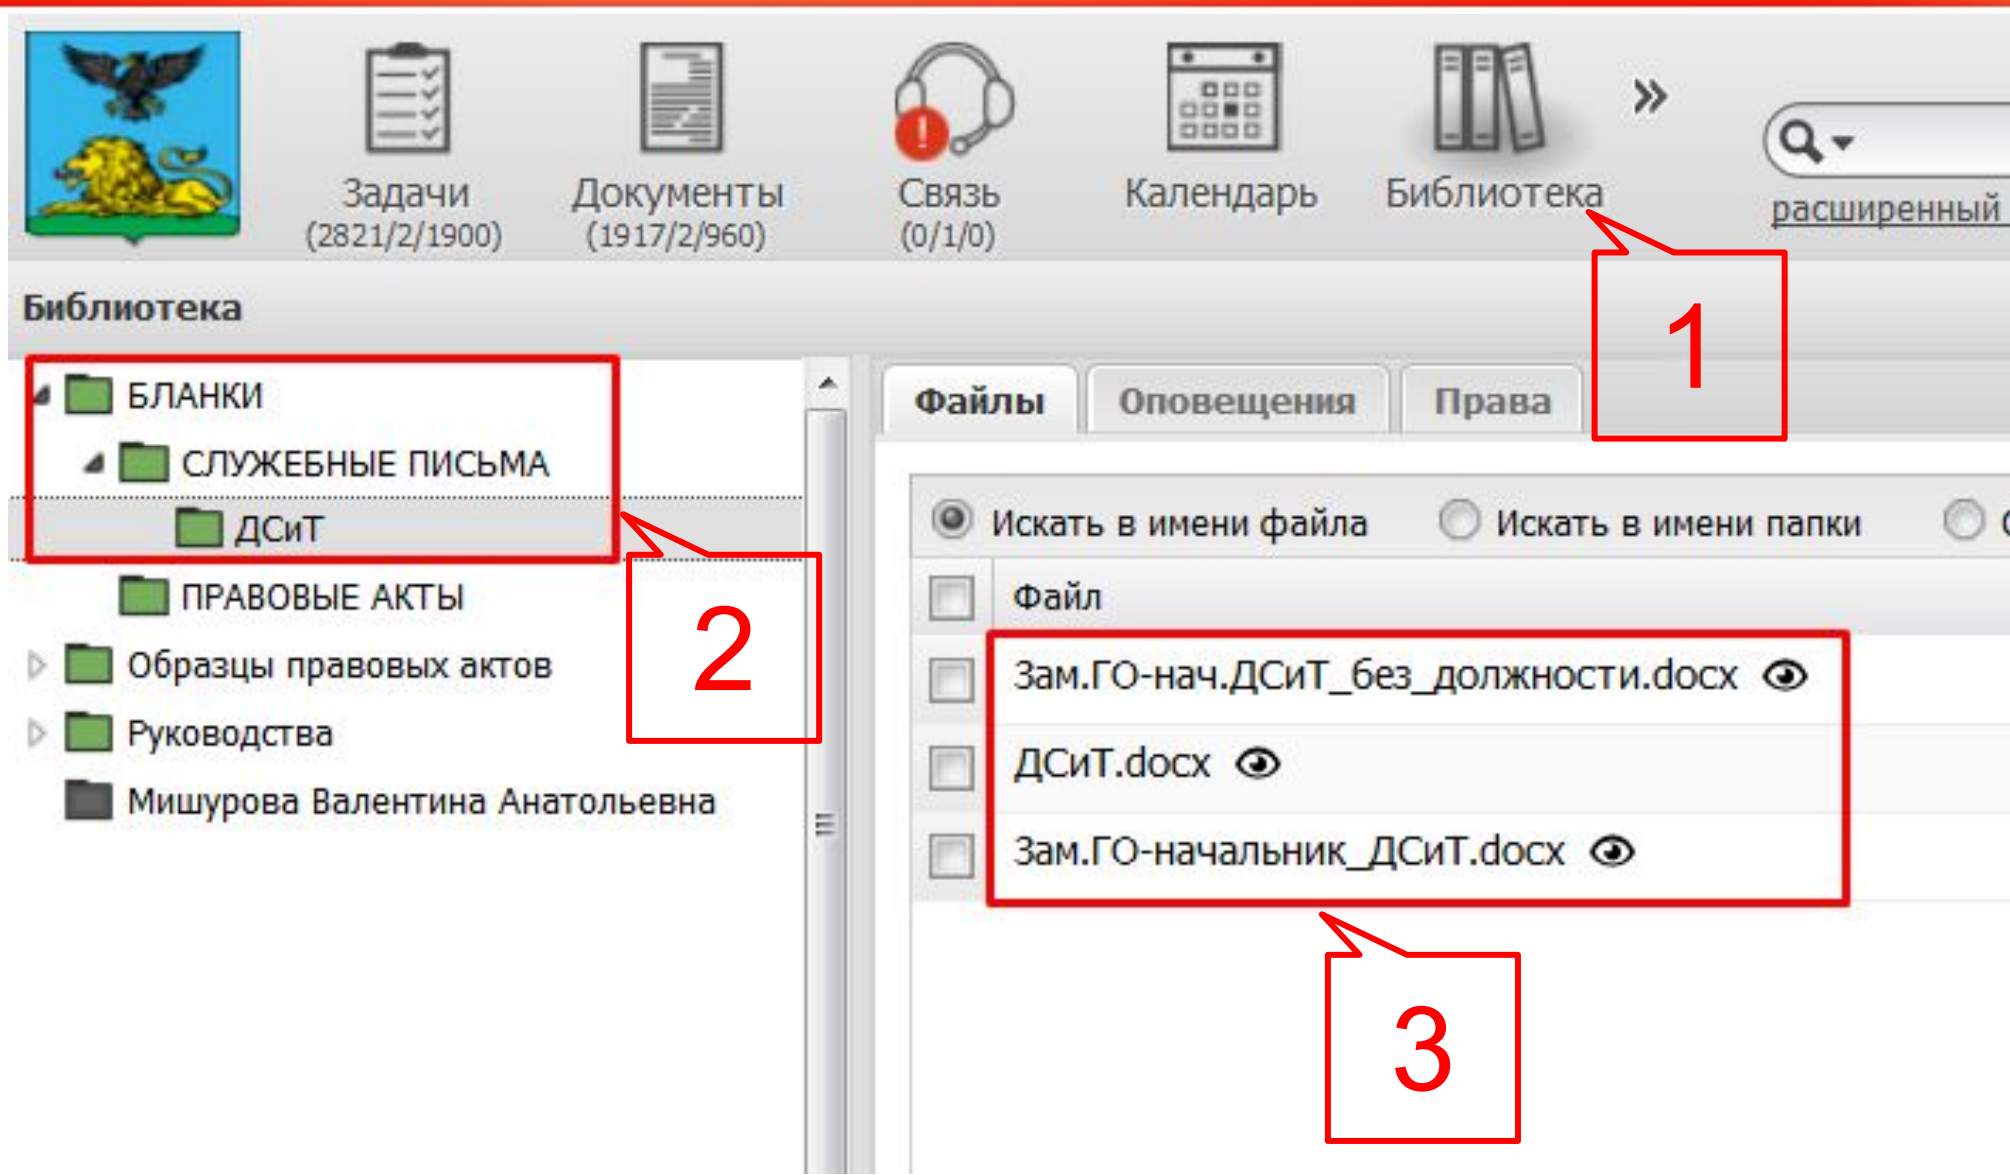 Задачи
(2821/2/1900)
Документы
(1917/2/960)
Связь
(0/1/0)
Календарь
Библиотека
»
расширенный
1
Библиотека
БЛАНКИ
СЛУЖЕБНЫЕ ПИСЬМА
ДСиТ
ПРАВОВЫЕ АКТЫ
Образцы правовых актов
Руководства
Мишурова Валентина Анатольевна
2
Файлы Оповещения Права
Искать в имени файла Искать в имени папки
Файл
Зам.ГО-нач.ДСиТ_без_должности.docx
ДСиТ.docx
Зам.ГО-начальник_ДСиТ.docx
3